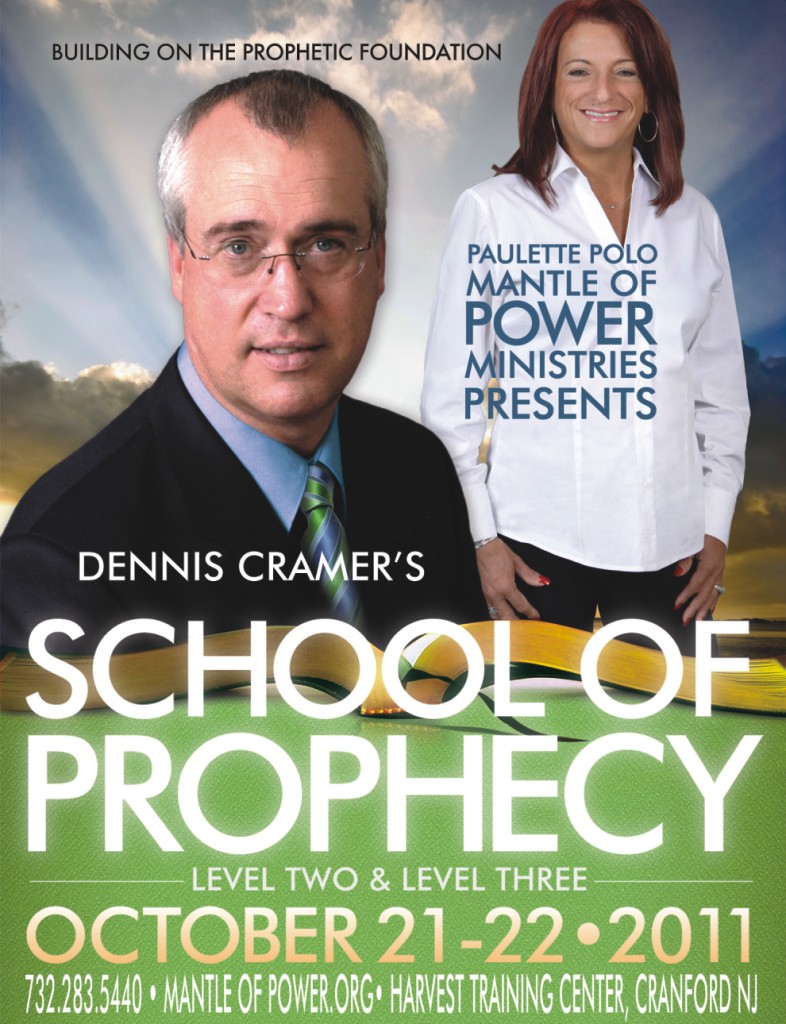 BUILDING ON THE PROPHETIC FOUNDATION
PAULETTE POLO
MANTLE OF
POWER
MINISTRIES
PRESENTS
DENNIS CRAMER'S
SCHOOL OF
PROPHECY
LEVEL TWO & LEVEL THREE
OCTOBER 21-22•2011
732.283.5440 • MANTLE OF POWER.ORG• HARVEST TRAINING CENTER, CRANFORD NJ